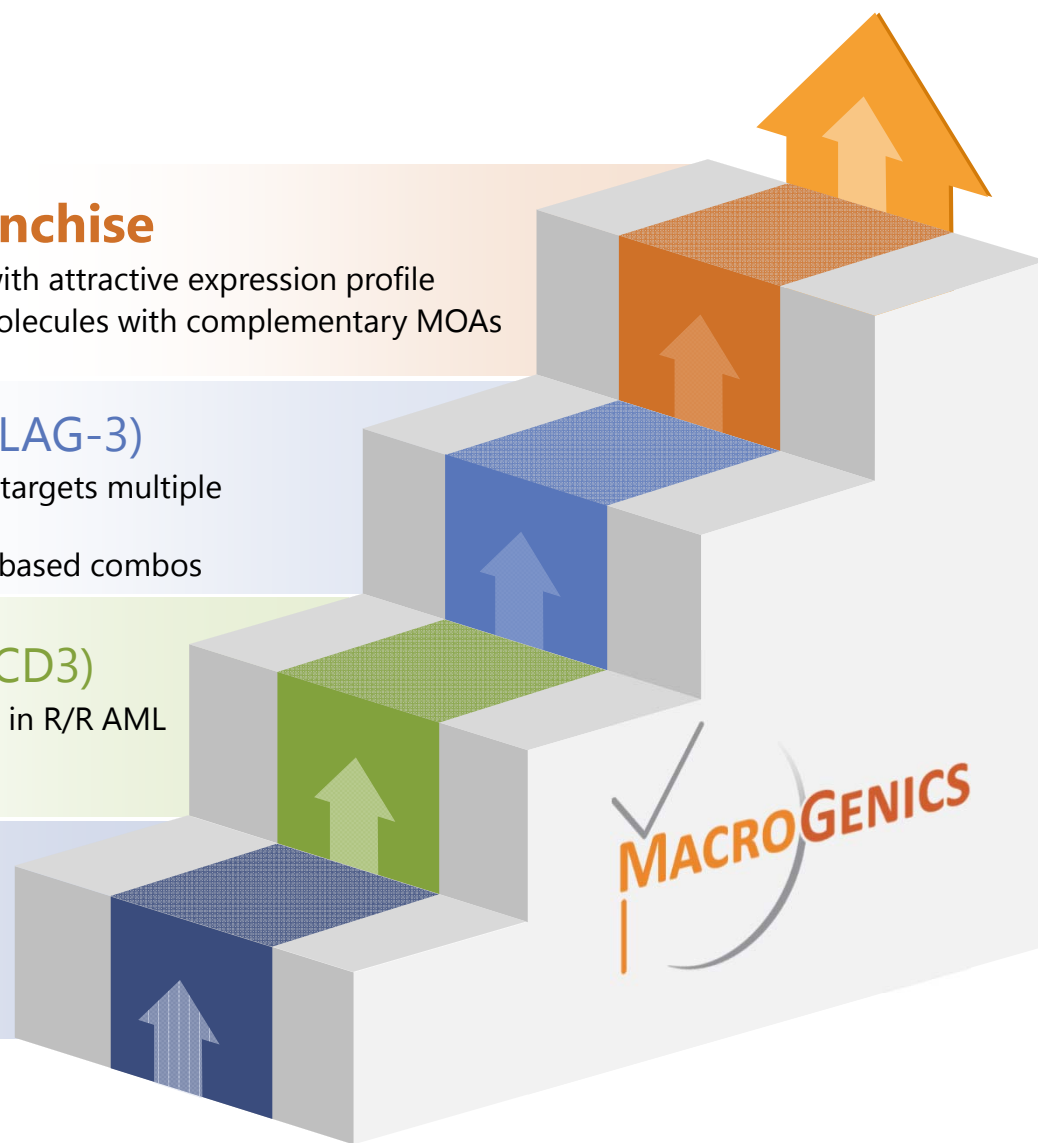 nchise
with attractive expression profile
olecules with complementary MOAs
LAG-3)
targets multiple
based combos
CD3)
in R/R AML
MACROGENICS